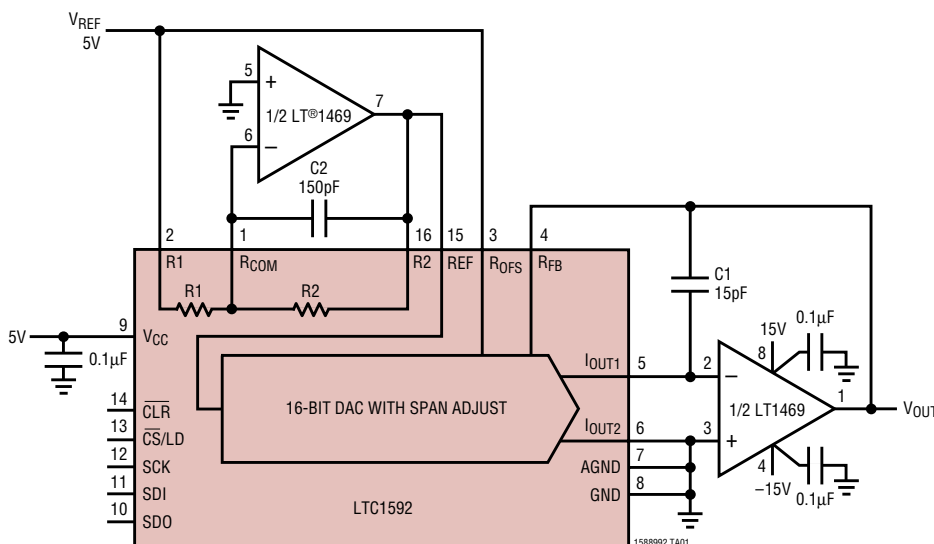 VREF
5V
5
+
1/2 LT®1469
7
6
–
C2
150pF
2
1
16
15
3
4
R1
RCOM
R2
REF
ROFS
RFB
R1
R2
C1
15pF
5V
9
VCC
0.1µF
15V
0.1µF
8
IOUT1
5
2
–
16-BIT DAC WITH SPAN ADJUST
1/2 LT1469
1
VOUT
14
CLR
13
CS/LD
12
SCK
11
SDI
10
SDO
IOUT2
6
3
+
AGND
7
4
–15V
0.1µF
GND
8
LTC1592
1588992 TA01